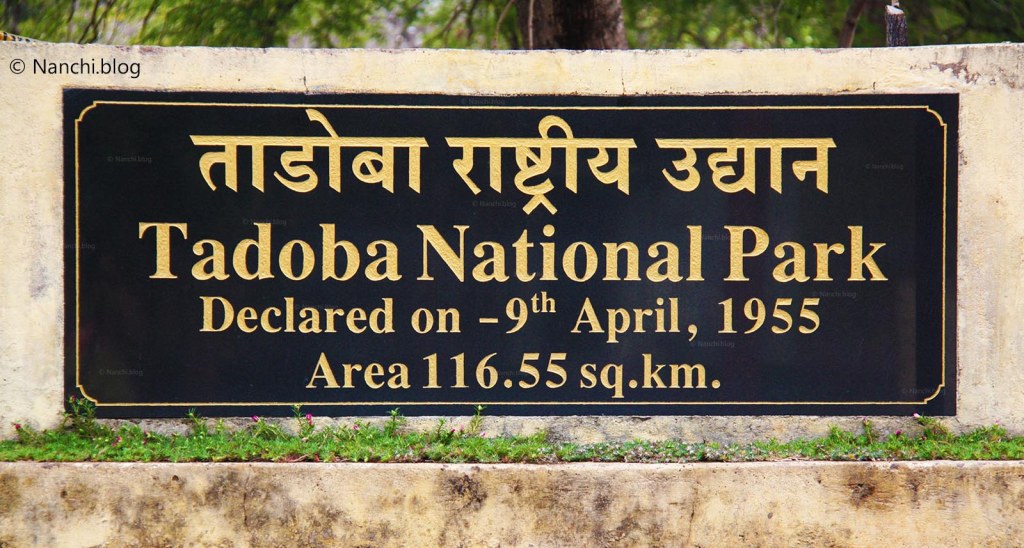 © Nanchi.blog
ताडोबा राष्ट्रीय उद्यान
Tadoba National Park
Declared on - 9th April, 1955
Area 116.55 sq.km.